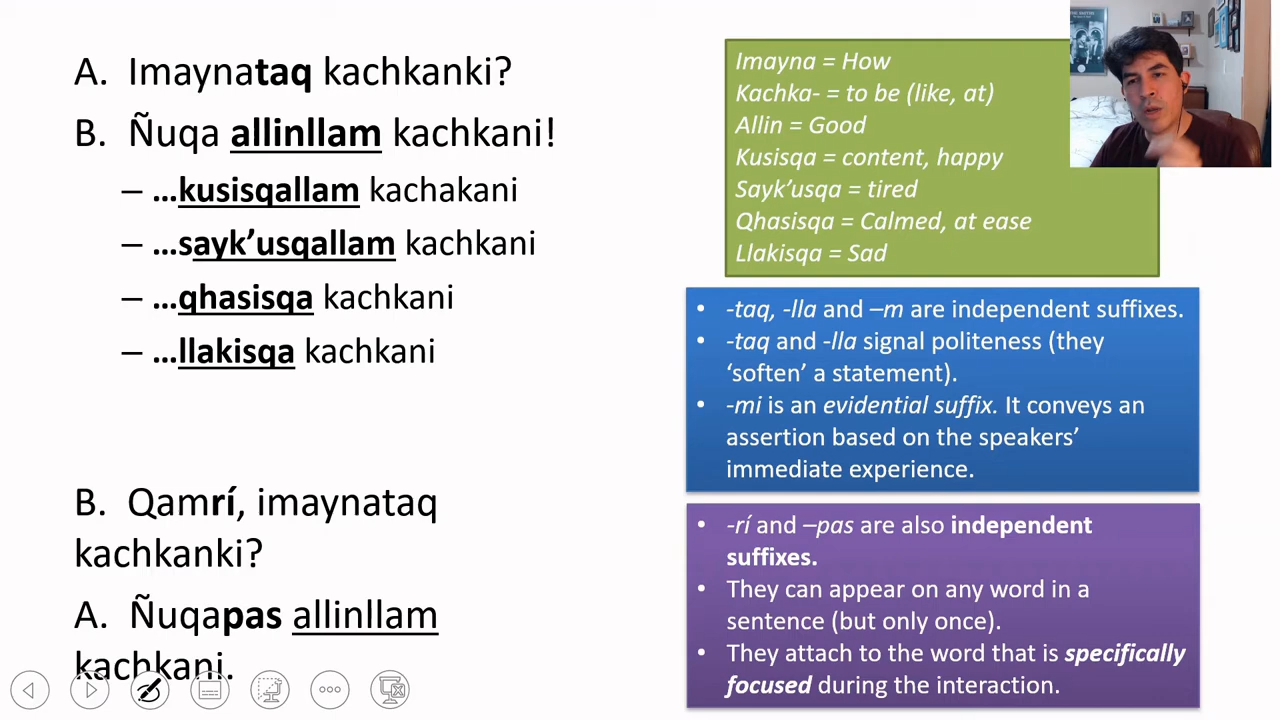 A. Imaynataq kachkanki?
B. Ñuqa allinllam kachkani!
– …kusisqallam kachakani
– …sayk’usqallam kachkani
– …qhasisqa kachkani
– …llakisqa kachkani
B. Qamrí, imaynataq
kachkanki?
A. Ñuqapas allinllam
kachkani.
Imayna = How
Kachka- = to be (like, at)
Allin = Good
Kusisqa = content, happy
Sayk’usqa = tired
Qhasisqa = Calmed, at ease
Llakisqa = Sad
• -taq, -lla and –m are independent suffixes.
• -taq and -lla signal politeness (they
‘soften’ a statement).
• -mi is an evidential suffix. It conveys an
assertion based on the speakers’
immediate experience.
• -rí and –pas are also independent
suffixes.
• They can appear on any word in a
sentence (but only once).
• They attach to the word that is specifically
focused during the interaction.